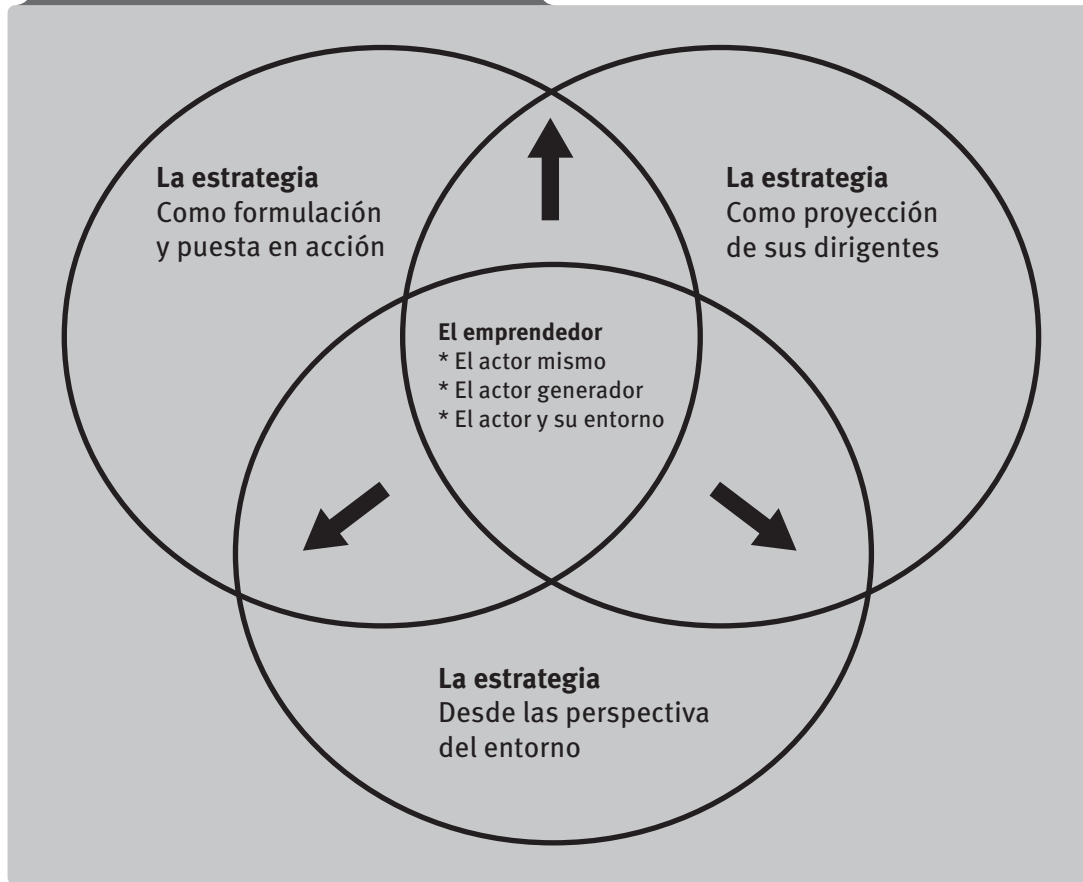 La estrategia
Como formulación
y puesta en acción
La estrategia
Como proyección
de sus dirigentes
El emprendedor
* El actor mismo
* El actor generador
* El actor y su entorno
La estrategia
Desde las perspectiva
del entorno